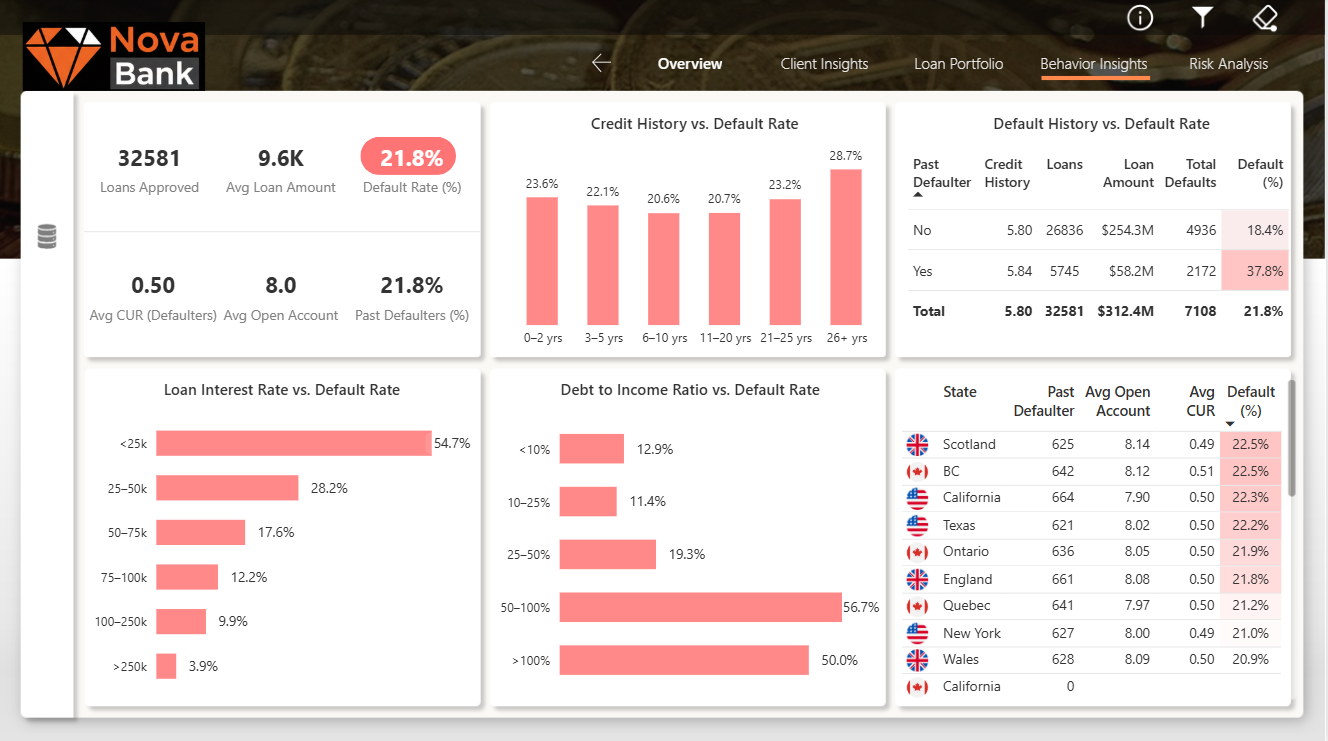 Nova
Bank
Overview
Client Insights
Loan Portfolio
Behavior Insights
Risk Analysis
32581
Loans Approved
9.6K
Avg Loan Amount
21.8%
Default Rate (%)
0.50
Avg CUR (Defaulters)
8.0
Avg Open Account
21.8%
Past Defaulters (%)
Credit History vs. Default Rate
23.6% 22.1% 20.6% 20.7% 23.2% 28.7%
0–2 yrs 3–5 yrs 6–10 yrs 11–20 yrs 21–25 yrs 26+ yrs
Default History vs. Default Rate
Past Defaulter Credit History Loans Loan Amount Total Defaults Default (%)
No 5.80 26836 $254.3M 4936 18.4%
Yes 5.84 5745 $58.2M 2172 37.8%
Total 5.80 32581 $312.4M 7108 21.8%
Loan Interest Rate vs. Default Rate
<25k 54.7%
25–50k 28.2%
50–75k 17.6%
75–100k 12.2%
100–250k 9.9%
>250k 3.9%
Debt to Income Ratio vs. Default Rate
<10% 12.9%
10–25% 11.4%
25–50% 19.3%
50–100% 56.7%
>100% 50.0%
State Past Defaulter Avg Open Account Avg CUR Default (%)
Scotland 625 8.14 0.49 22.5%
BC 642 8.12 0.51 22.5%
California 664 7.90 0.50 22.3%
Texas 621 8.02 0.50 22.2%
Ontario 636 8.05 0.50 21.9%
England 661 8.08 0.50 21.8%
Quebec 641 7.97 0.50 21.2%
New York 627 8.00 0.49 21.0%
Wales 628 8.09 0.50 20.9%
California 0